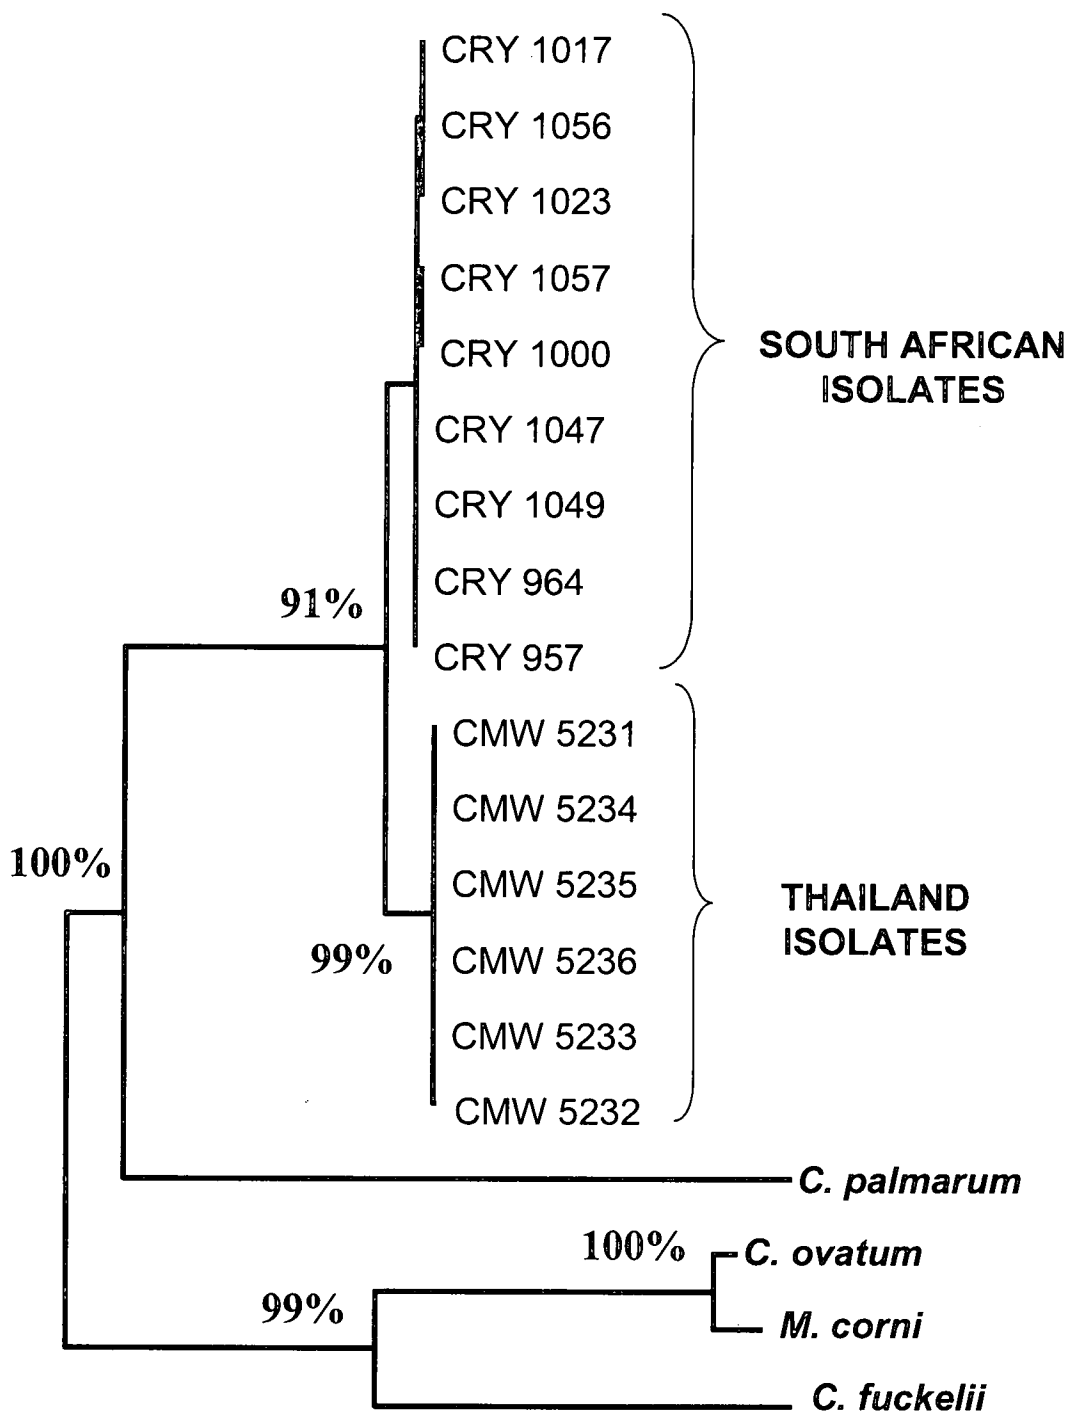 CRY 1017
CRY 1056
CRY 1023
CRY 1057
CRY 1000
SOUTH AFRICAN
ISOLATES
CRY 1047
CRY 1049
CRY 964
91%
CRY 957
CMW 5231
CMW 5234
100%
CMW 5235
THAILAND
ISOLATES
99%
CMW 5236
CMW 5233
CMW 5232
C. palmarum
100%
C. ovatum
99%
M. corni
C. fuckelii